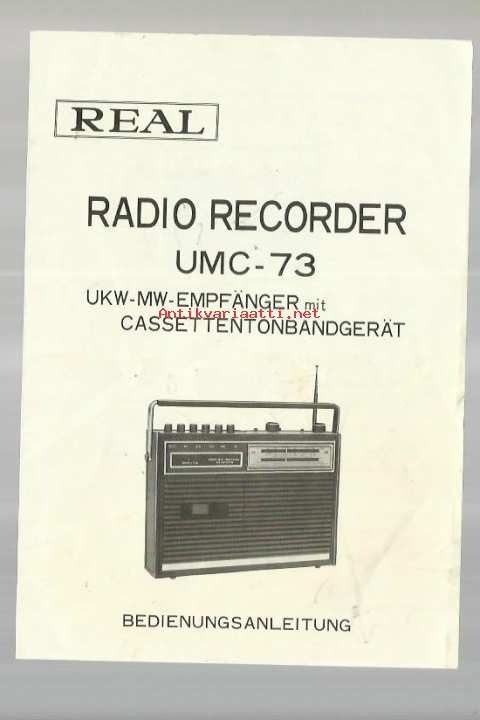 REAL
RADIO RECORDER
UMC-73
UKW-MW-EMPFÄNGER mit
Antikvariaatti.net
CASSETTENTONBANDGERÄT
BEDIENUNGSANLEITUNG